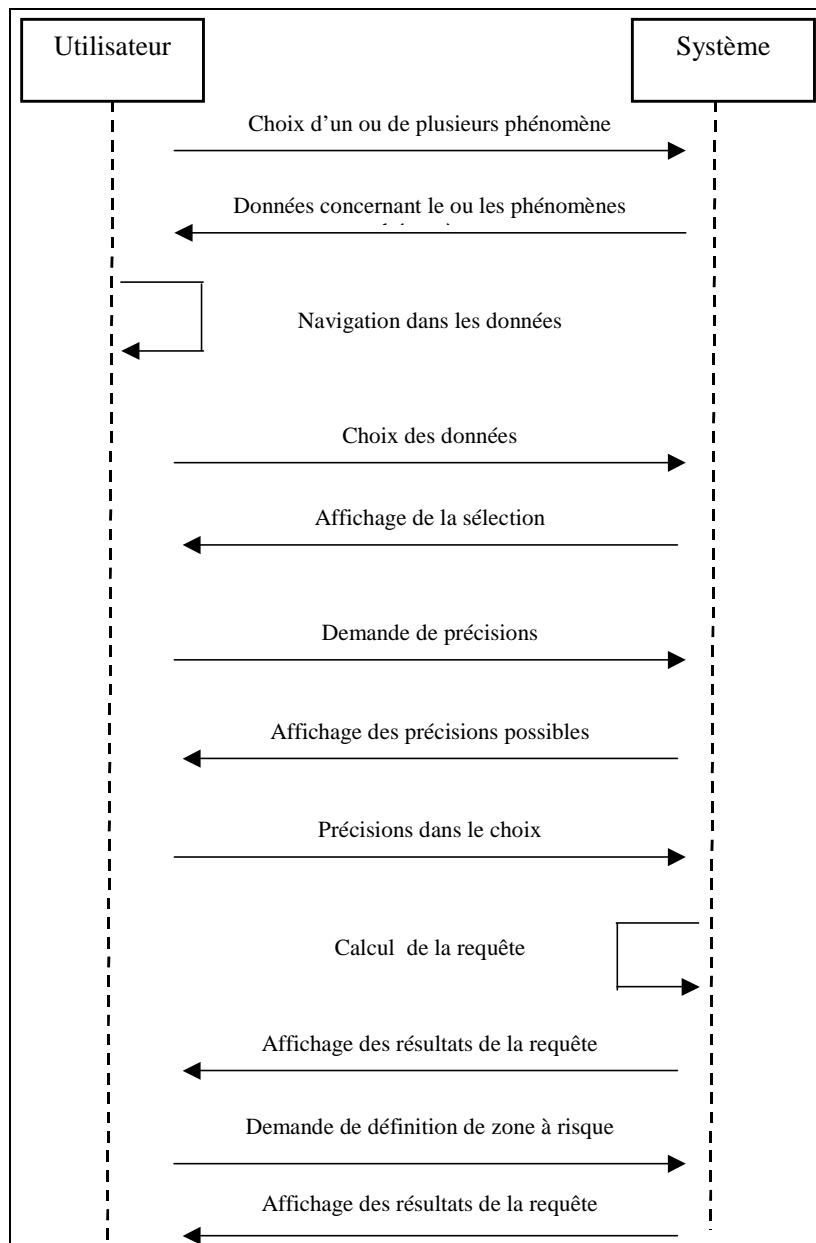 Utilisateur
Système
Choix d'un ou de plusieurs phénomène
Données concernant le ou les phénomènes
Navigation dans les données
Choix des données
Affichage de la sélection
Demande de précisions
Affichage des précisions possibles
Précisions dans le choix
Calcul de la requête
Affichage des résultats de la requête
Demande de définition de zone à risque
Affichage des résultats de la requête